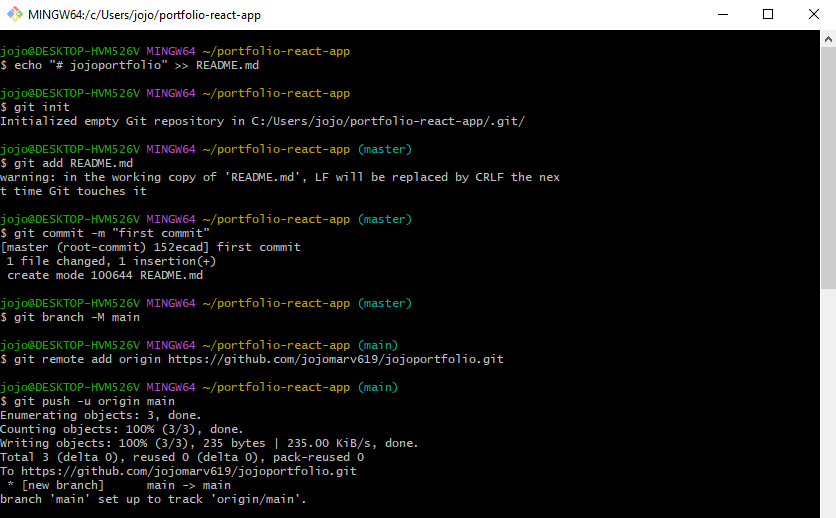 MINGW64:/c/Users/jojo/portfolio-react-app
jojo@DESKTOP-HVM526V MINGW64 ~/portfolio-react-app
$ echo "# jojoportfolio" >> README.md
jojo@DESKTOP-HVM526V MINGW64 ~/portfolio-react-app
$ git init
Initialized empty Git repository in C:/Users/jojo/portfolio-react-app/.git/
jojo@DESKTOP-HVM526V MINGW64 ~/portfolio-react-app (master)
$ git add README.md
warning: in the working copy of 'README.md', LF will be replaced by CRLF the nex
t time Git touches it
jojo@DESKTOP-HVM526V MINGW64 ~/portfolio-react-app (master)
$ git commit -m "first commit"
[master (root-commit) 152ecad] first commit
 1 file changed, 1 insertion(+)
 create mode 100644 README.md
jojo@DESKTOP-HVM526V MINGW64 ~/portfolio-react-app (master)
$ git branch -M main
jojo@DESKTOP-HVM526V MINGW64 ~/portfolio-react-app (main)
$ git remote add origin https://github.com/jojomarv619/jojoportfolio.git
jojo@DESKTOP-HVM526V MINGW64 ~/portfolio-react-app (main)
$ git push -u origin main
Enumerating objects: 3, done.
Counting objects: 100% (3/3), done.
Writing objects: 100% (3/3), 235 bytes | 235.00 KiB/s, done.
Total 3 (delta 0), reused 0 (delta 0), pack-reused 0
To https://github.com/jojomarv619/jojoportfolio.git
 * [new branch]      main -> main
branch 'main' set up to track 'origin/main'.